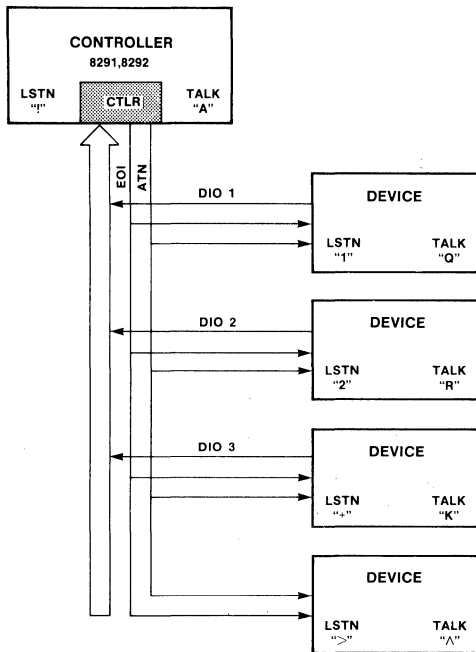 CONTROLLER
8291,8292
LSTN
"!"
CTLR
TALK
"A"
EOI
ATN
DIO 1
DEVICE
LSTN
"1"
TALK
"Q"
DIO 2
DEVICE
LSTN
"2"
TALK
"R"
DIO 3
DEVICE
LSTN
"+"
TALK
"K"
DEVICE
LSTN
">"
TALK
"^"